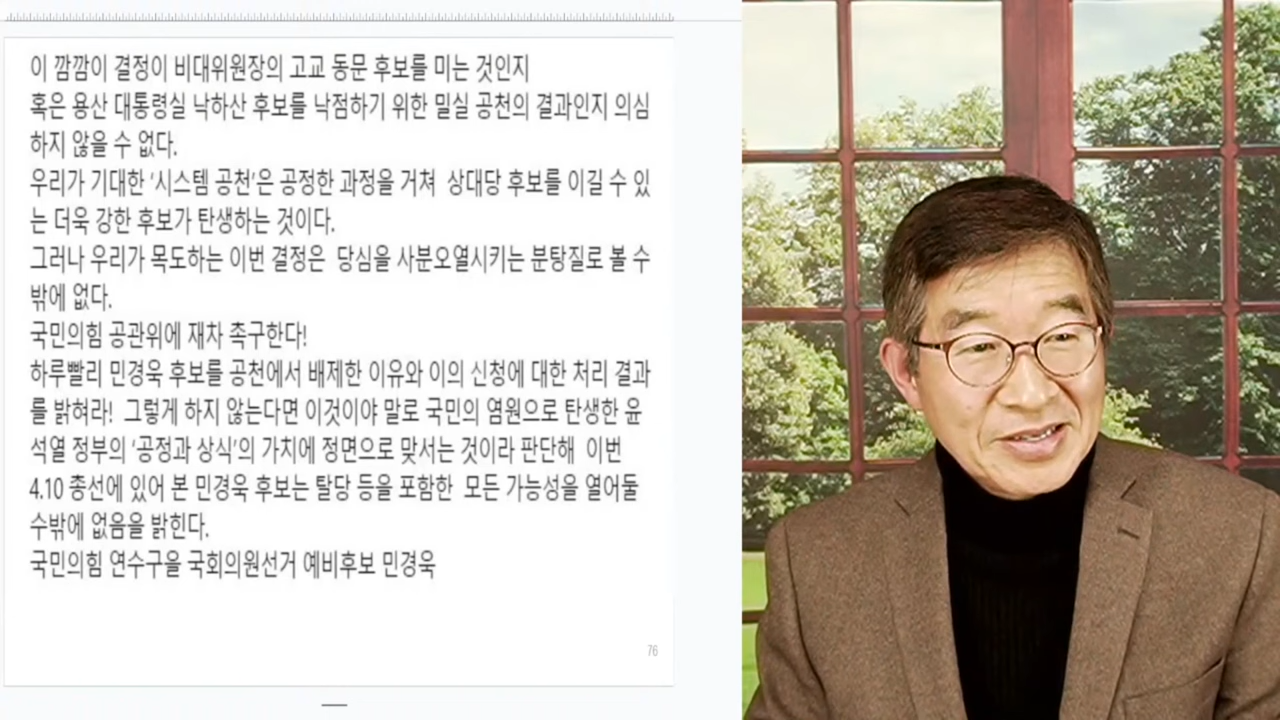 이 깜깜이 결정이 비대위원장의 고교 동문 후보를 미는 것인지
혹은 용산 대통령실 낙하산 후보를 낙점하기 위한 밀실 공천의 결과인지 의심
하지 않을 수 없다.
우리가 기대한 '시스템 공천'은 공정한 과정을 거쳐 상대당 후보를 이길 수 있
는 더욱 강한 후보가 탄생하는 것이다.
그러나 우리가 목도하는 이번 결정은 당심을 사분오열시키는 분탕질로 볼 수
밖에 없다.
국민의힘 공관위에 재차 촉구한다!
하루빨리 민경욱 후보를 공천에서 배제한 이유와 이의 신청에 대한 처리 결과
를 밝혀라! 그렇게 하지 않는다면 이것이야 말로 국민의 염원으로 탄생한 윤
석열 정부의 '공정과 상식'의 가치에 정면으로 맞서는 것이라 판단해 이번
4.10 총선에 있어 본 민경욱 후보는 탈당 등을 포함한 모든 가능성을 열어둘
수밖에 없음을 밝힌다.
국민의힘 연수구을 국회의원선거 예비후보 민경욱
76